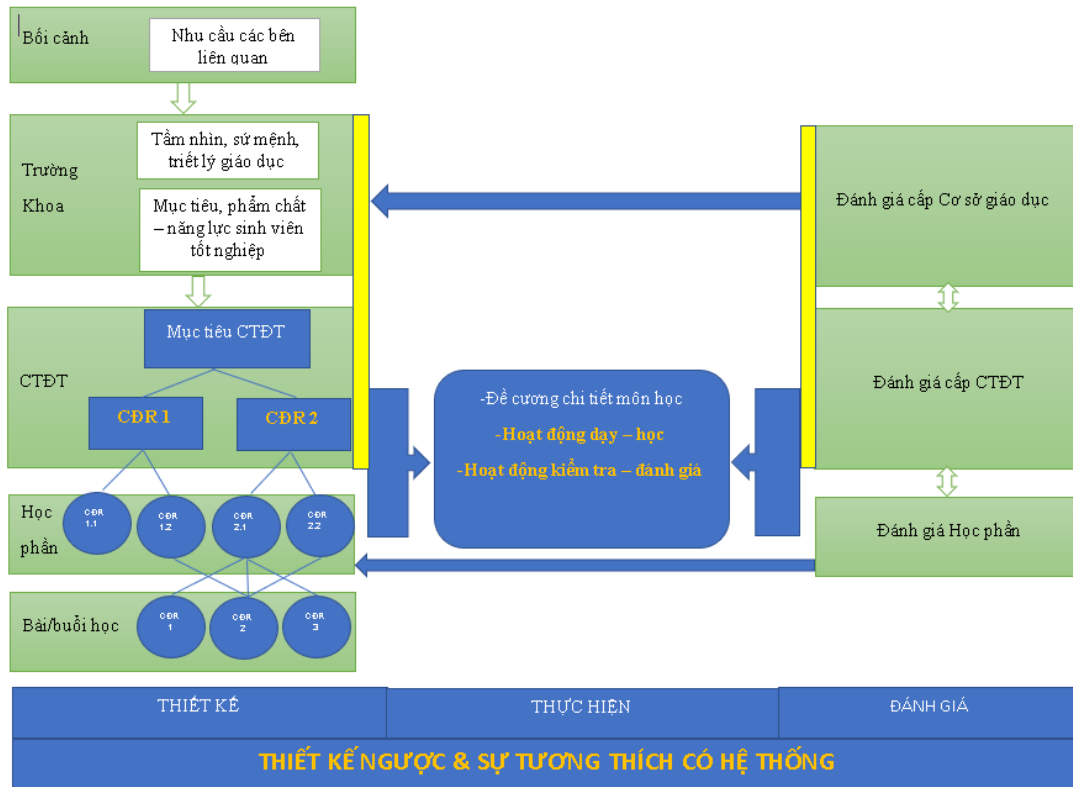 Bối cảnh
Nhu cầu các bên
liên quan
Trường
Khoa
Tầm nhìn, sứ mệnh,
triết lý giáo dục
Mục tiêu, phẩm chất
– năng lực sinh viên
tốt nghiệp
CTĐT
Mục tiêu CTĐT
CĐR 1
CĐR 2
Học
phần
CĐR
1.1
CĐR
1.2
CĐR
2.1
CĐR
2.2
Bài/buổi học
CĐR
1
CĐR
2
CĐR
3
-Đề cương chi tiết môn học
-Hoạt động dạy – học
-Hoạt động kiểm tra – đánh giá
Đánh giá cấp Cơ sở giáo dục
Đánh giá cấp CTĐT
Đánh giá Học phần
THIẾT KẾ
THỰC HIỆN
ĐÁNH GIÁ
THIẾT KẾ NGƯỢC & SỰ TƯƠNG THÍCH CÓ HỆ THỐNG